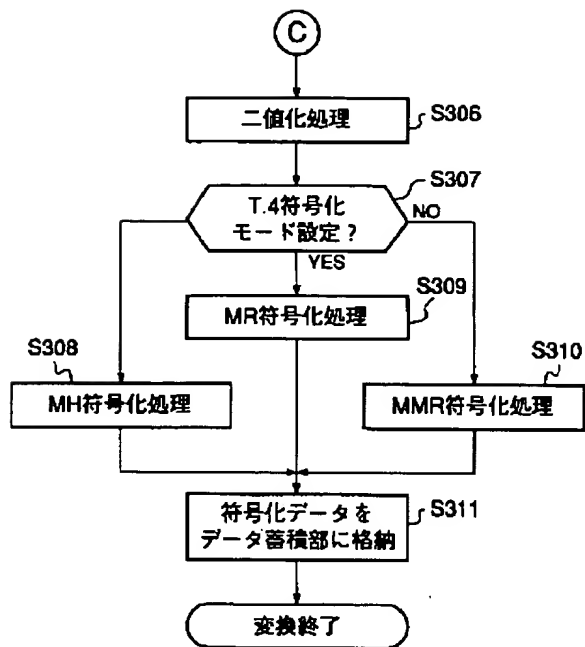 C
二値化処理
S306
S307
T.4符号化
モード設定？
NO
YES
S309
MR符号化処理
S308
MH符号化処理
S310
MMR符号化処理
S311
符号化データを
データ蓄積部に格納
変換終了